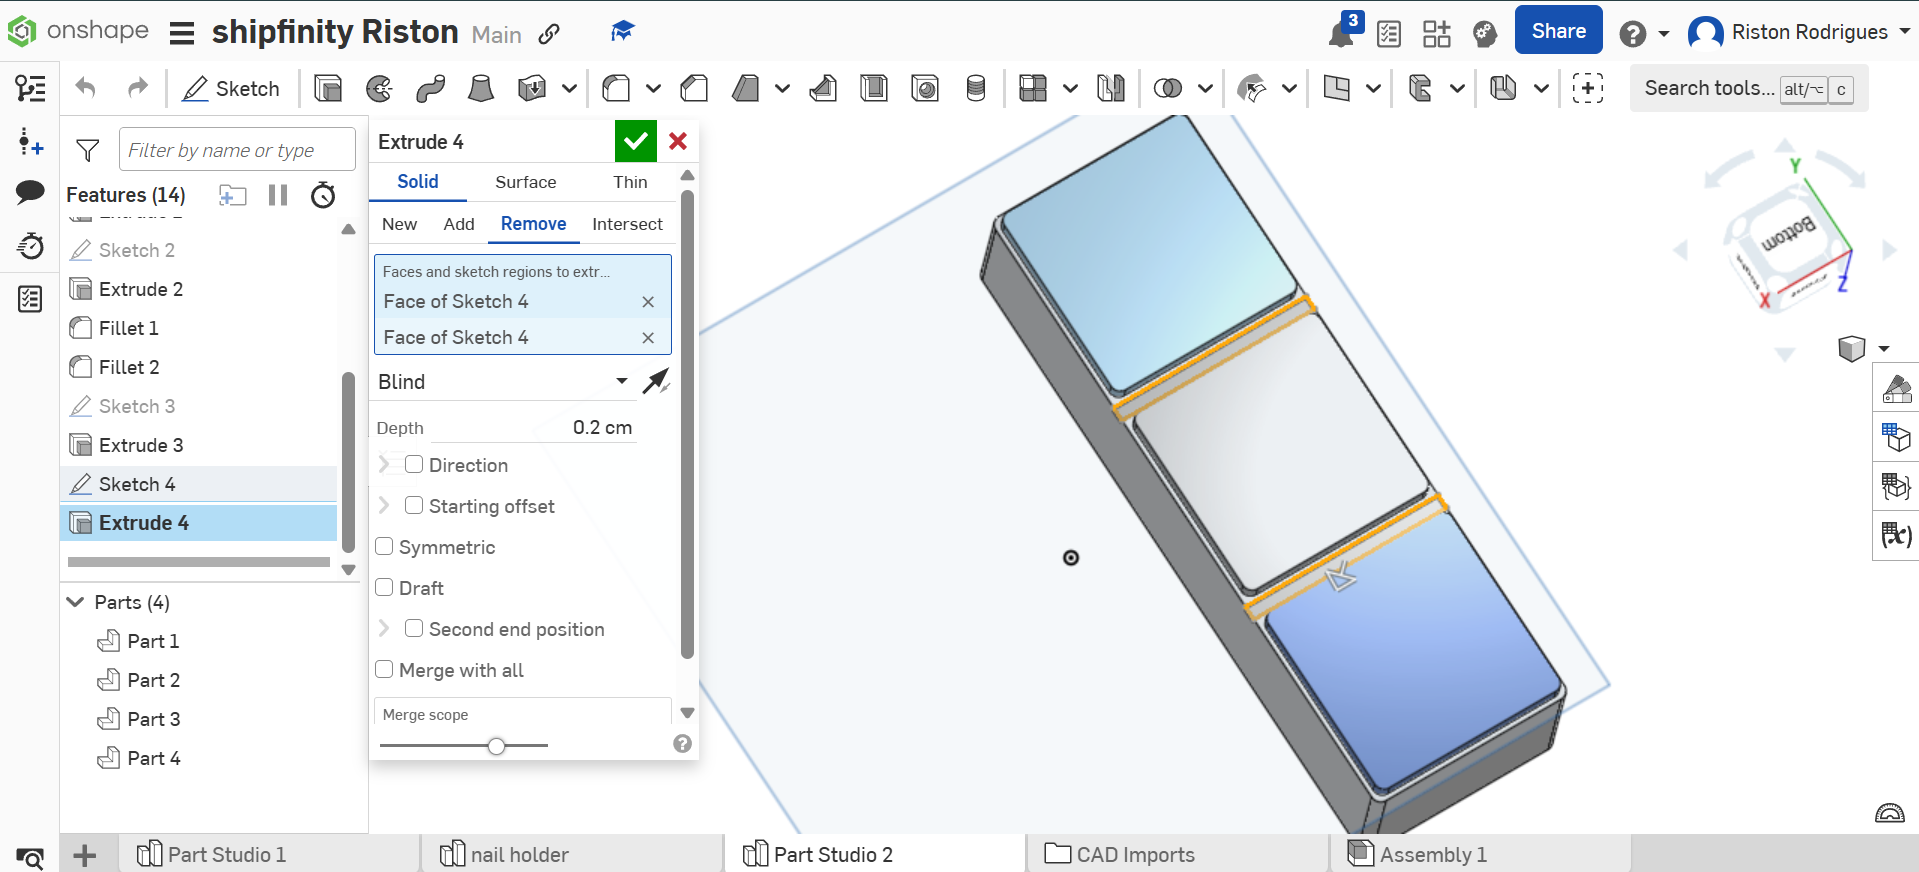 onshape
shipfinity Riston Main
3
Share
Riston Rodrigues
Sketch
Search tools... alt/⌥ c
Filter by name or type
Features (14)
Sketch 2
Extrude 2
Fillet 1
Fillet 2
Sketch 3
Extrude 3
Sketch 4
Extrude 4
Parts (4)
Part 1
Part 2
Part 3
Part 4
Extrude 4
Solid Surface Thin
New Add Remove Intersect
Faces and sketch regions to extr...
Face of Sketch 4
Face of Sketch 4
Blind
Depth 0.2 cm
Direction
Starting offset
Symmetric
Draft
Second end position
Merge with all
Merge scope
Y
Bottom
X
Z
(x)
Part Studio 1
nail holder
Part Studio 2
CAD Imports
Assembly 1